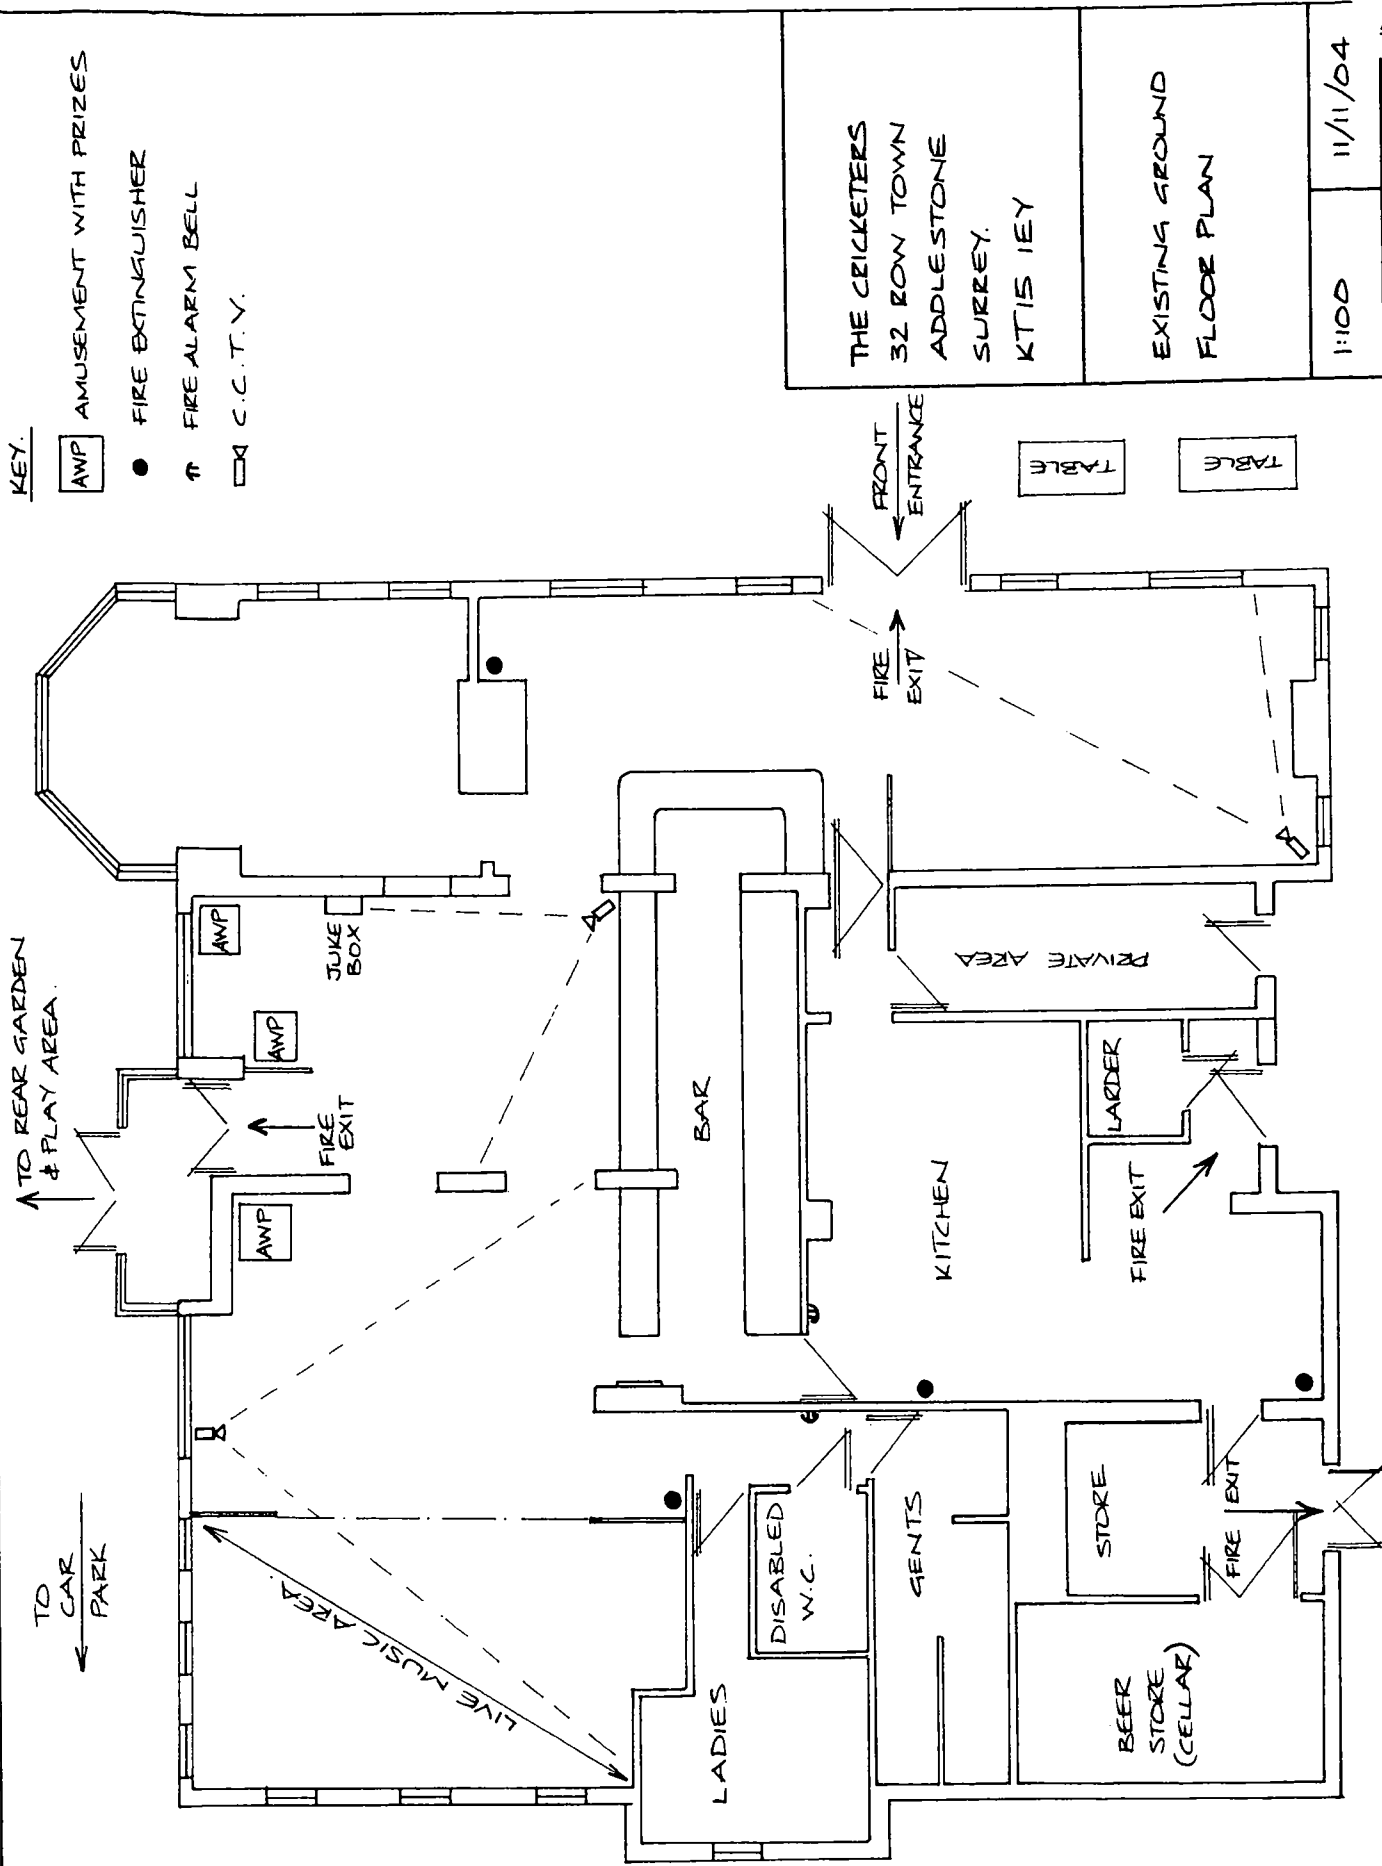 KEY.
AWP AMUSEMENT WITH PRIZES
FIRE EXTINGUISHER
FIRE ALARM BELL
C.C.T.V.
TO REAR GARDEN
& PLAY AREA.
TO
CAR
PARK
AWP
AWP
AWP
JUKE
BOX
FIRE
EXIT
LIVE MUSIC AREA
BAR
FIRE
EXIT
FRONT
ENTRANCE
TABLE
TABLE
LADIES
DISABLED
W.C.
GENTS
KITCHEN
PRIVATE AREA
LARDER
FIRE EXIT
STORE
FIRE EXIT
BEER
STORE
(CELLAR)
THE CRICKETERS
32 ROW TOWN
ADDLESTONE
SURREY.
KT15 1EY
EXISTING GROUND
FLOOR PLAN
1:100
11/11/04